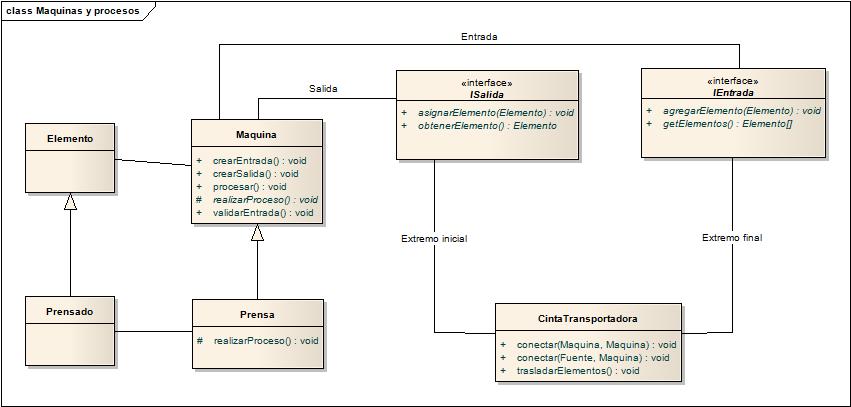 class Maquinas y procesos
Entrada
Salida
«interface»
ISalida
+ asignarElemento(Elemento) : void
+ obtenerElemento() : Elemento
«interface»
IEntrada
+ agregarElemento(Elemento) : void
+ getElementos() : Elemento[]
Elemento
Maquina
+ crearEntrada() : void
+ crearSalida() : void
+ procesar() : void
# realizarProceso() : void
+ validarEntrada() : void
Extremo inicial
Extremo final
Prensado
Prensa
# realizarProceso() : void
CintaTransportadora
+ conectar(Maquina, Maquina) : void
+ conectar(Fuente, Maquina) : void
+ trasladarElementos() : void